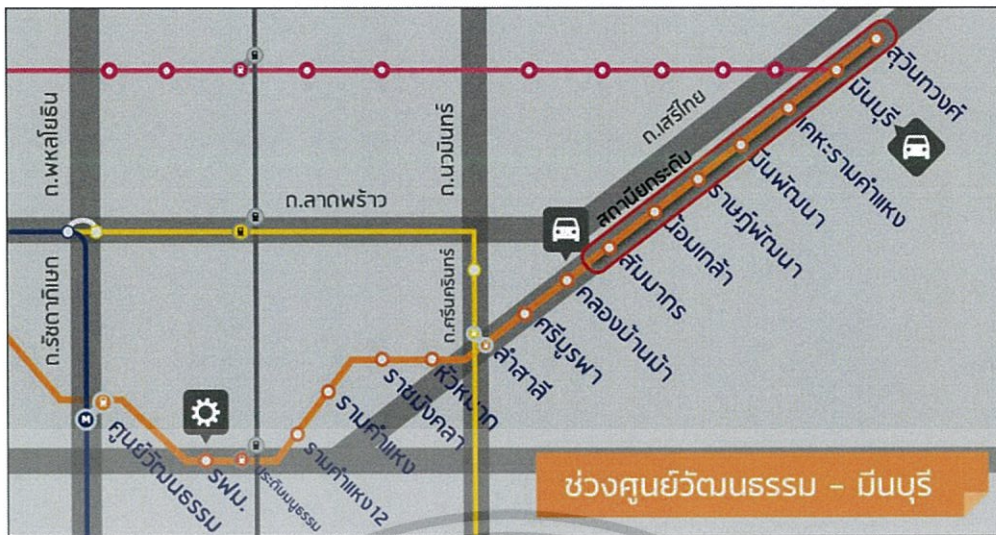 สุวินทวงศ์
มีนบุรี
เคหะรามคำแหง
มีนพัฒนา
ราษฎร์พัฒนา
น้อมเกล้า
สัมมากร
คลองบ้านม้า
ศรีบูรพา
ลำสาลี
หัวหมาก
ราชมังคลา
รามคำแหง
รามคำแหง 12
ประดิษฐ์มนูธรรม
รฟม.
ศูนย์วัฒนธรรม
M
ถ.พหลโยธิน
ถ.รัชดาภิเษก
ถ.ลาดพร้าว
ถ.นวมินทร์
ถ.ศรีนครินทร์
ถ.เสรีไทย
สถานียกระดับ
ช่วงศูนย์วัฒนธรรม - มีนบุรี